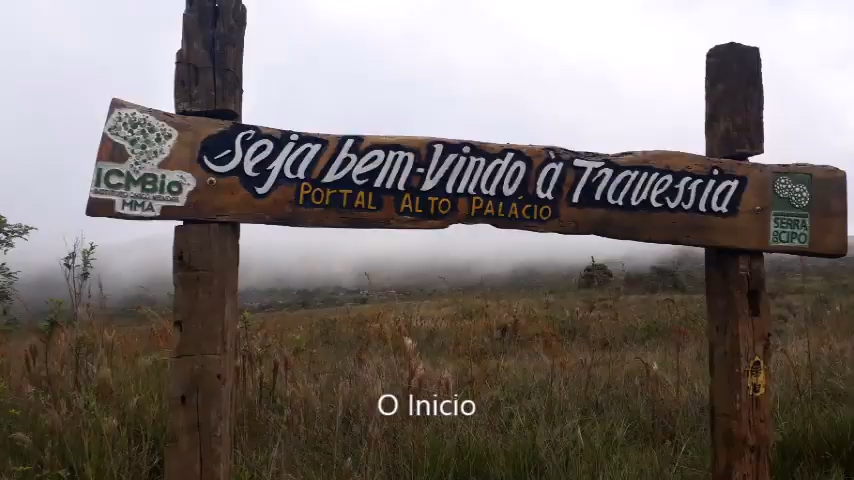 Seja bem-vindo à Travessia
PORTAL ALTO PALÁCIO
ICMBio
MMA
SERRA
DO CIPÓ
O Inicio